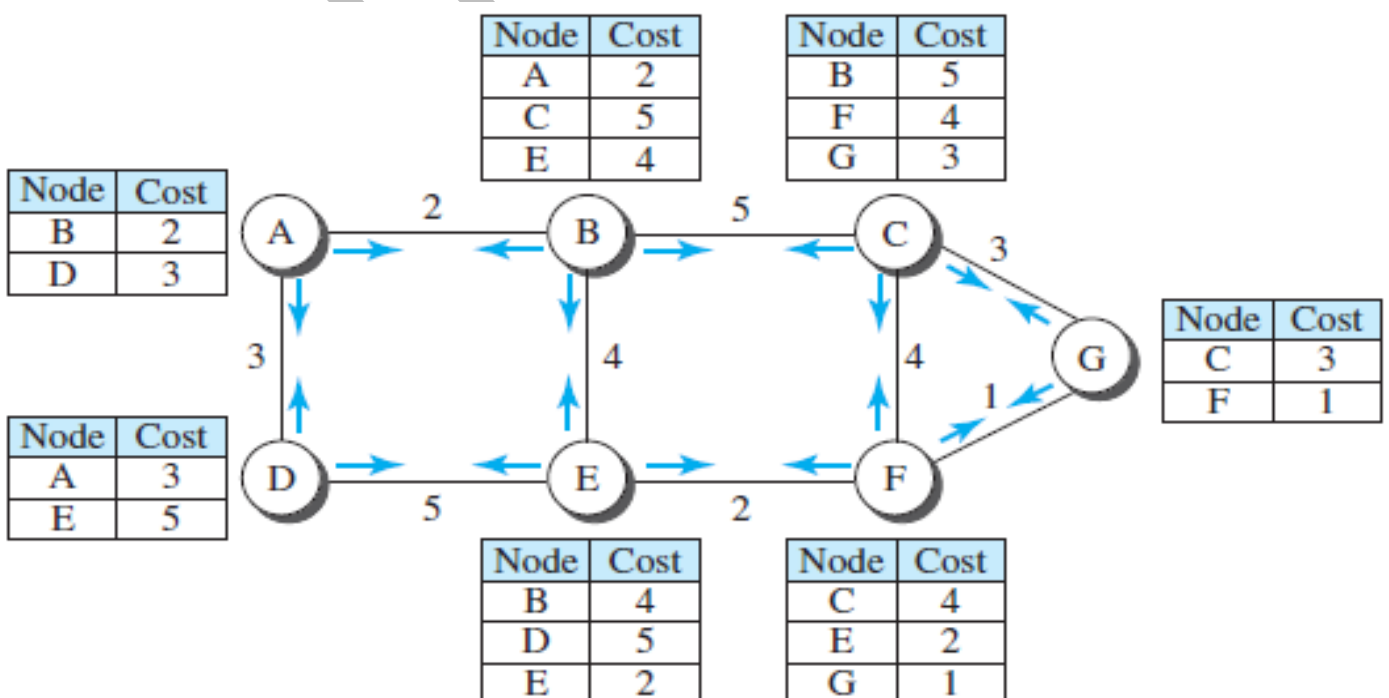 Node Cost
A 2
C 5
E 4
Node Cost
B 5
F 4
G 3
Node Cost
B 2
D 3
A
2
B
5
C
3
G
Node Cost
C 3
F 1
3
4
4
1
Node Cost
A 3
E 5
D
5
E
2
F
Node Cost
B 4
D 5
E 2
Node Cost
C 4
E 2
G 1